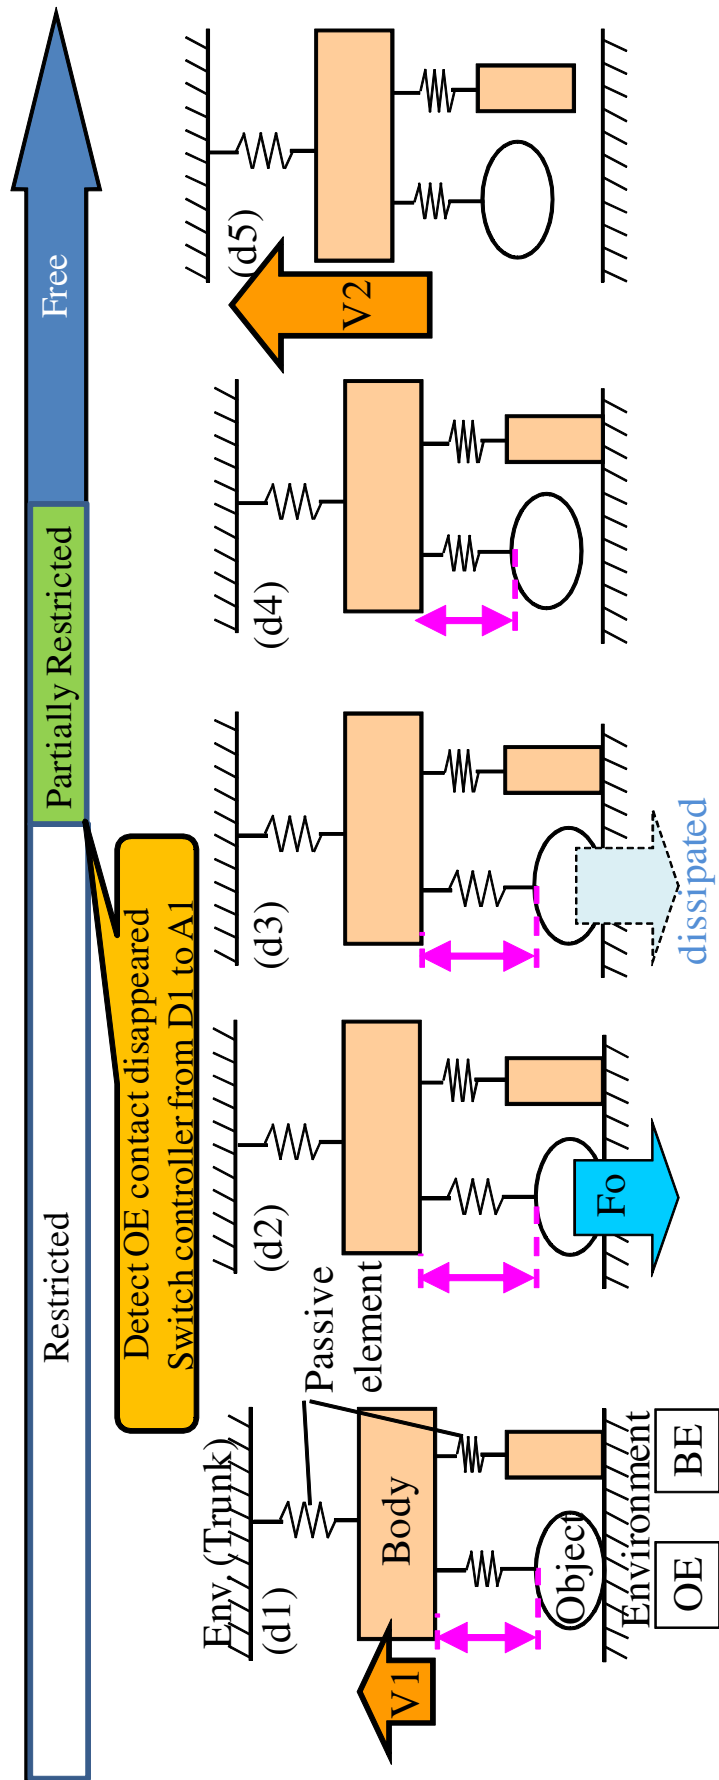 Restricted
Partially Restricted
Free
Detect OE contact disappeared
Switch controller from D1 to A1
Env. (Trunk)
(d1)
(d2)
(d3)
(d4)
(d5)
Passive
element
V1
Body
Object
Fo
dissipated
V2
Environment
OE
BE